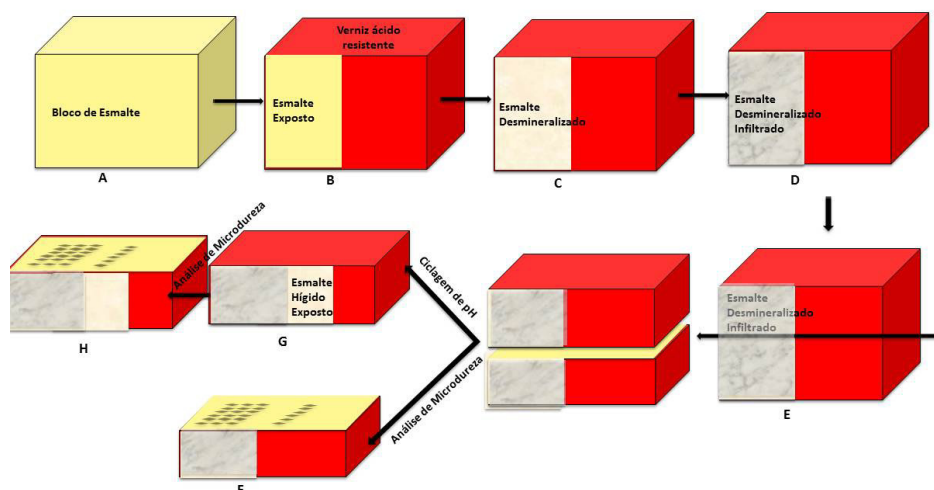 Verniz ácido
resistente
Bloco de Esmalte
Esmalte
Exposto
Esmalte
Desmineralizado
Esmalte
Desmineralizado
Infiltrado
A
B
C
D
Análise de Microdureza
Esmalte
Hígido
Exposto
Ciclagem de pH
Esmalte
Desmineralizado
Infiltrado
H
G
E
Análise de Microdureza
F